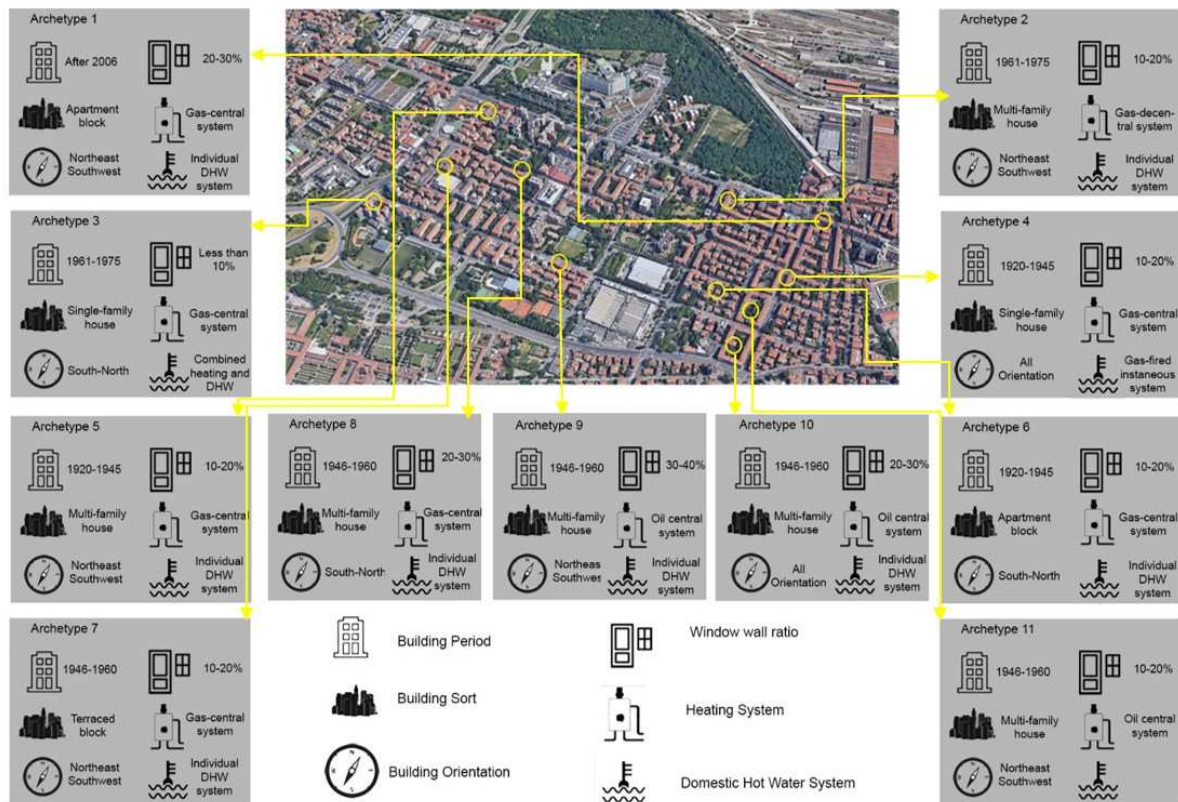 Archetype 1
After 2006
20-30%
Apartment
block
Gas-central
system
Northeast
Southwest
Individual
DHW
system
Archetype 2
1961-1975
10-20%
Multi-family
house
Gas-decen-
tral system
Northeast
Southwest
Individual
DHW
system
Archetype 3
1961-1975
Less than
10%
Single-family
house
Gas-central
system
South-North
Combined
heating and
DHW
Archetype 4
1920-1945
10-20%
Single-family
house
Gas-central
system
All
Orientation
Gas-fired
instaneous
system
Archetype 5
1920-1945
10-20%
Multi-family
house
Gas-central
system
Northeast
Southwest
Individual
DHW
system
Archetype 8
1946-1960
20-30%
Multi-family
house
Gas-central
system
South-North
Individual
DHW
system
Archetype 9
1946-1960
30-40%
Multi-family
house
Oil central
system
Northeas
Southwes
Individual
DHW
system
Archetype 10
1946-1960
20-30%
Multi-family
house
Oil central
system
All
Orientation
Individual
DHW
system
Archetype 6
1920-1945
10-20%
Apartment
block
Gas-central
system
South-North
Individual
DHW
system
Archetype 7
1946-1960
10-20%
Terraced
block
Gas-central
system
Northeast
Southwest
Individual
DHW
system
Building Period
Window wall ratio
Building Sort
Heating System
Building Orientation
Domestic Hot Water System
Archetype 11
1946-1960
10-20%
Multi-family
house
Oil central
system
Northeast
Southwest